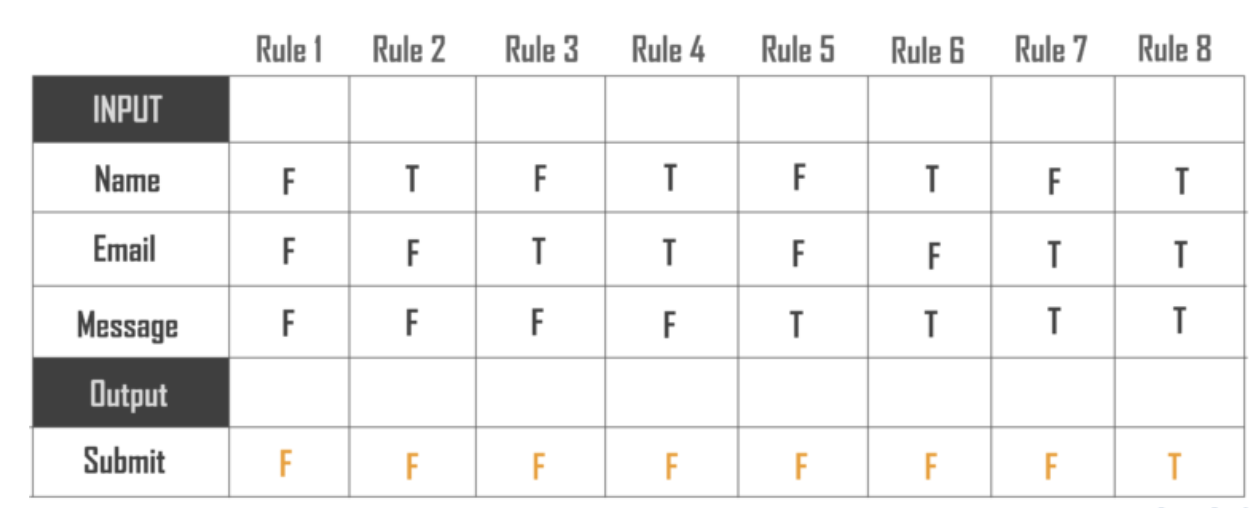 Rule 1 Rule 2 Rule 3 Rule 4 Rule 5 Rule 6 Rule 7 Rule 8
INPUT
Name F T F T F T F T
Email F F T T F F T T
Message F F F F T T T T
Output
Submit F F F F F F F T